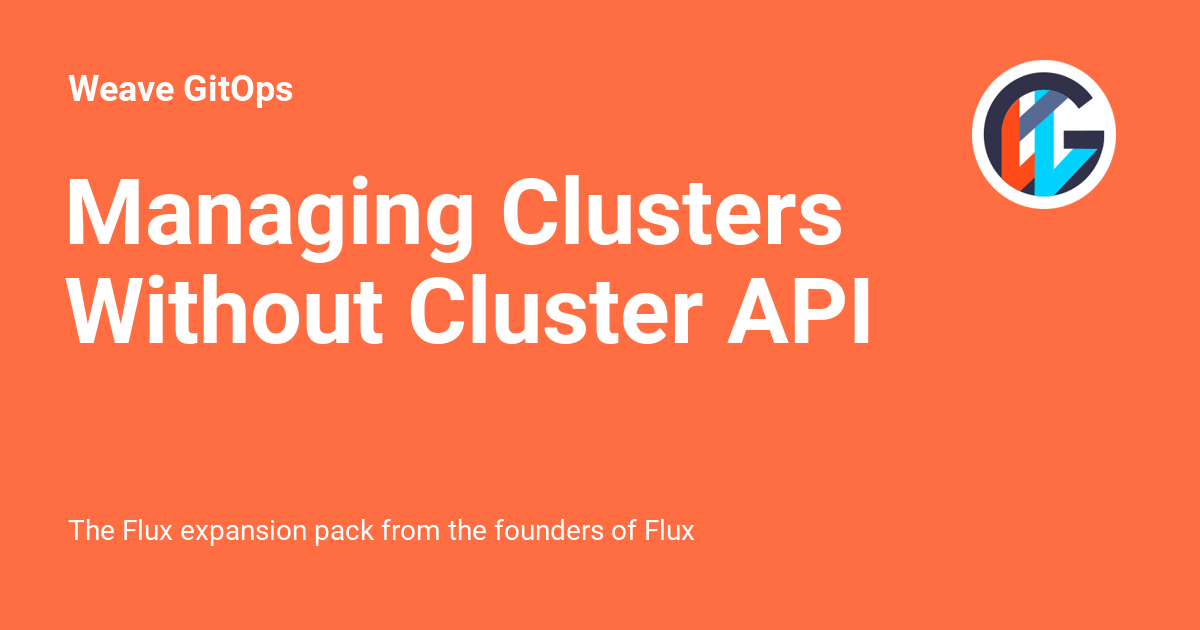 Weave GitOps
Managing Clusters
Without Cluster API
The Flux expansion pack from the founders of Flux